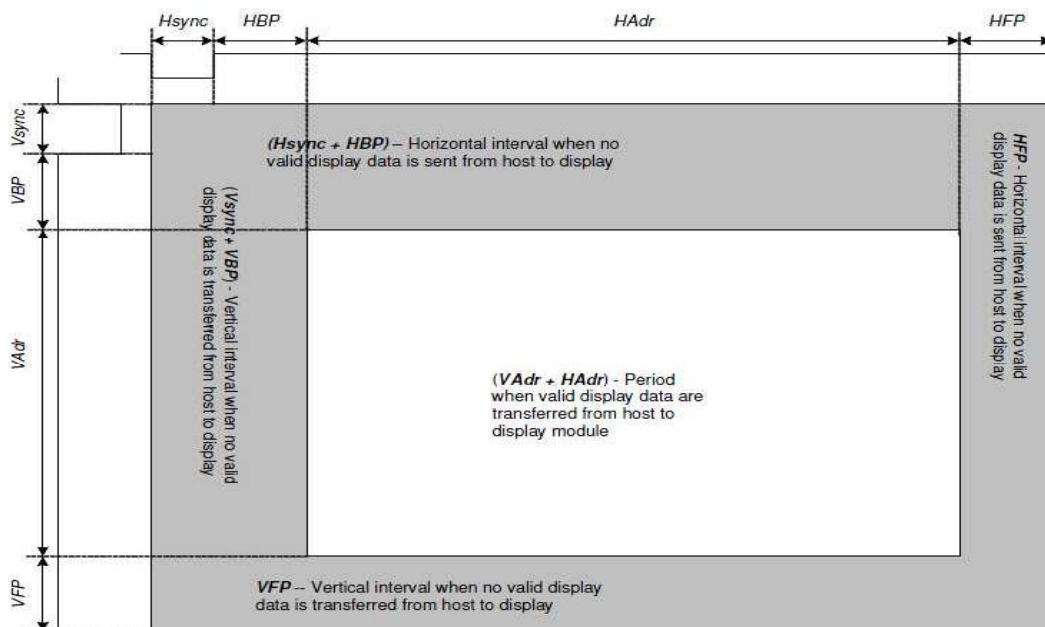 Hsync HBP HAdr HFP
Vsync
VBP
VAdr
VFP
(Hsync + HBP) – Horizontal interval when no
valid display data is sent from host to display
(Vsync + VBP) - Vertical interval when no valid
display data is transferred from host to display
HFP - Horizontal interval when no valid
display data is sent from host to display
(VAdr + HAdr) - Period
when valid display data are
transferred from host to
display module
VFP -- Vertical interval when no valid display
data is transferred from host to display